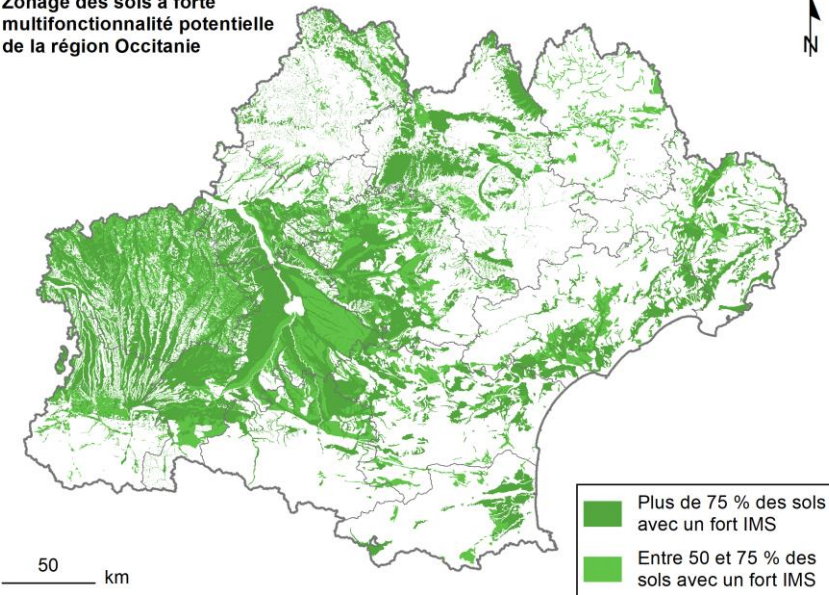 Zonage des sols à forte
multifonctionnalité potentielle
de la région Occitanie
N
Plus de 75 % des sols
avec un fort IMS
Entre 50 et 75 % des
sols avec un fort IMS
50
km